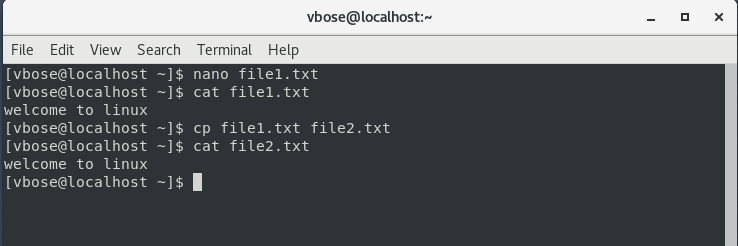 vbose@localhost:~
File Edit View Search Terminal Help
[vbose@localhost ~]$ nano file1.txt
[vbose@localhost ~]$ cat file1.txt
welcome to linux
[vbose@localhost ~]$ cp file1.txt file2.txt
[vbose@localhost ~]$ cat file2.txt
welcome to linux
[vbose@localhost ~]$